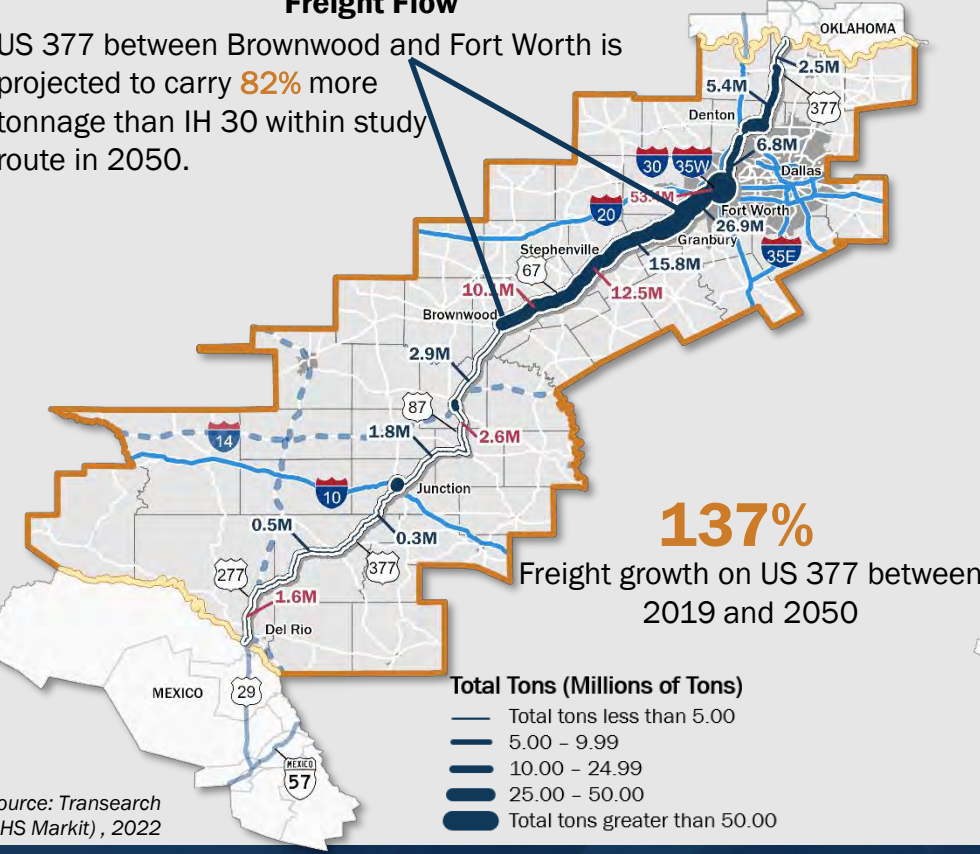 Freight Flow
US 377 between Brownwood and Fort Worth is
projected to carry 82% more
tonnage than IH 30 within study
route in 2050.
OKLAHOMA
2.5M
5.4M
377
Denton
6.8M
30
35W
Dallas
20
Fort Worth
26.9M
Granbury
35E
Stephenville
15.8M
67
12.5M
Brownwood
2.9M
87
1.8M
2.6M
14
10
Junction
0.5M
0.3M
377
277
1.6M
Del Rio
137%
Freight growth on US 377 between
2019 and 2050
MEXICO
29
MEXICO
57
Total Tons (Millions of Tons)
Total tons less than 5.00
5.00 – 9.99
10.00 – 24.99
25.00 – 50.00
Total tons greater than 50.00
ource: Transearch
HS Markit) , 2022